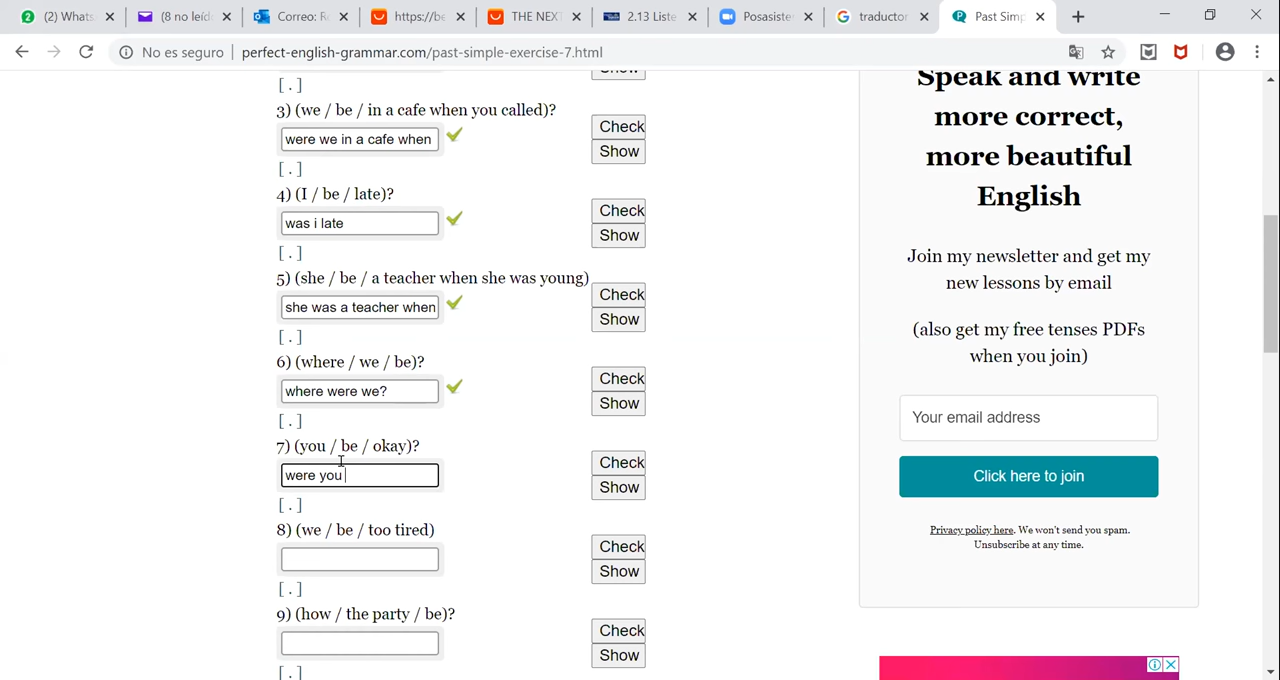 (2) Whats
(8 no leíd
Correo: R
https://be
THE NEX
2.13 Liste
Posasiste
traductor
Past Simp
No es seguro | perfect-english-grammar.com/past-simple-exercise-7.html
[ . ]
3) (we / be / in a cafe when you called)?
were we in a cafe when
Check
Show
[ . ]
4) (I / be / late)?
was i late
Check
Show
[ . ]
5) (she / be / a teacher when she was young)
she was a teacher when
Check
Show
[ . ]
6) (where / we / be)?
where were we?
Check
Show
[ . ]
7) (you / be / okay)?
were you
Check
Show
[ . ]
8) (we / be / too tired)
Check
Show
[ . ]
9) (how / the party / be)?
Check
Show
[ . ]
Speak and write
more correct,
more beautiful
English
Join my newsletter and get my
new lessons by email
(also get my free tenses PDFs
when you join)
Your email address
Click here to join
Privacy policy here. We won't send you spam.
Unsubscribe at any time.